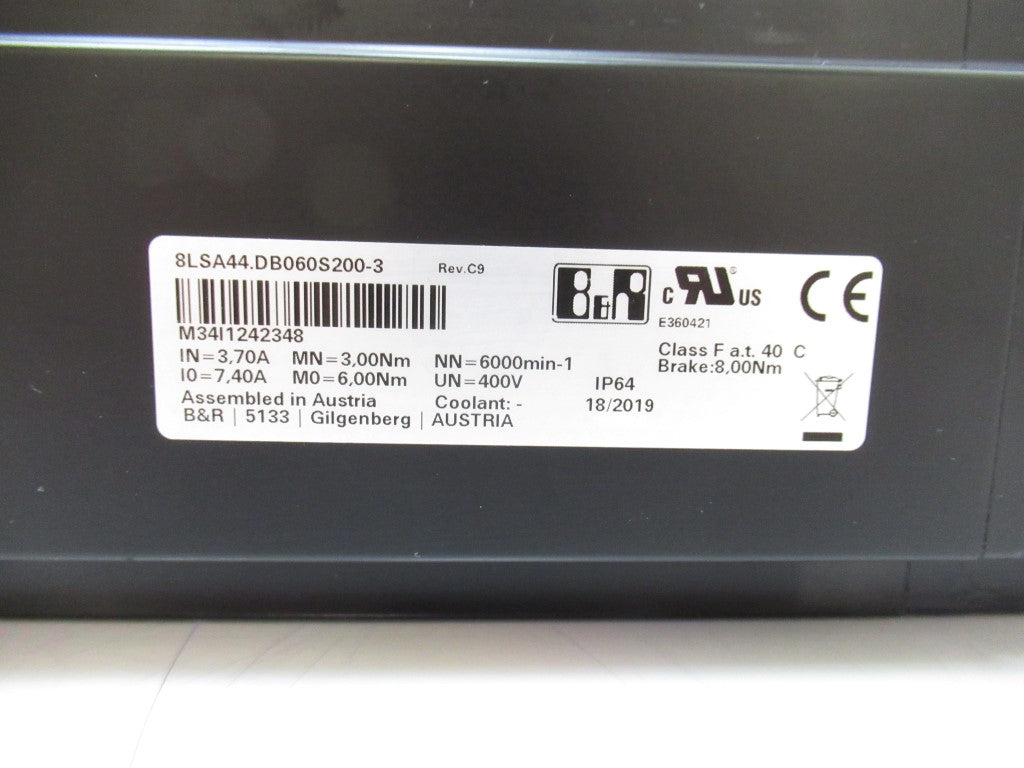 8LSA44.DB060S200-3 Rev.C9
B&R
c RU ® US
CE
E360421
M34I1242348
IN=3,70A MN=3,00Nm NN=6000min-1
Class F a.t. 40 C
I0=7,40A M0=6,00Nm UN=400V
Brake:8,00Nm
IP64
Assembled in Austria Coolant: - 18/2019
B&R | 5133 | Gilgenberg | AUSTRIA